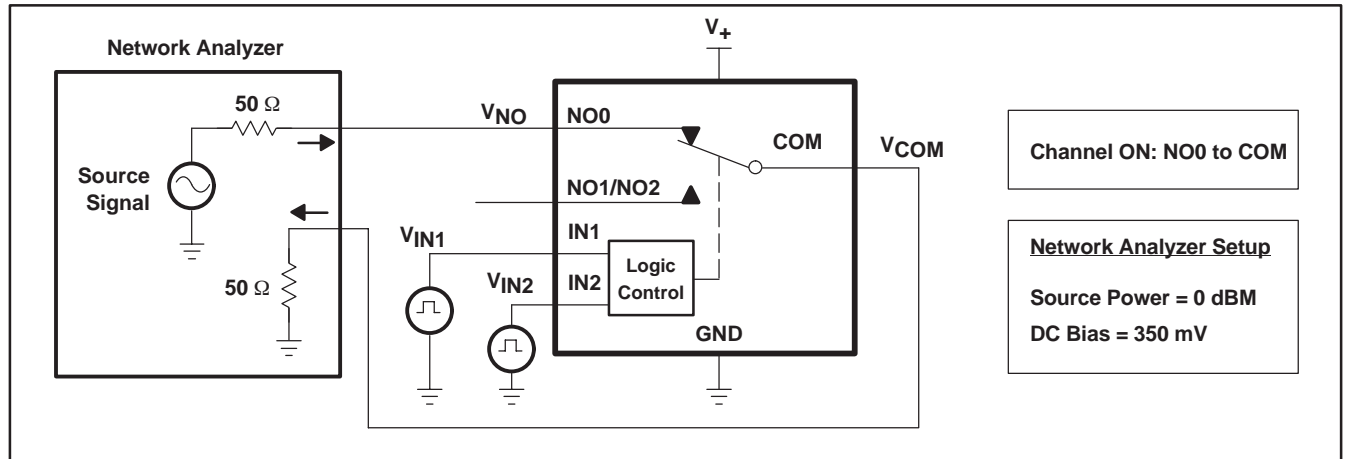 Network Analyzer
50 Ω
Source
Signal
50 Ω
V+
VNO
NO0
COM
VCOM
NO1/NO2
VIN1
IN1
VIN2
IN2
Logic
Control
GND
Channel ON: NO0 to COM
Network Analyzer Setup
Source Power = 0 dBM
DC Bias = 350 mV